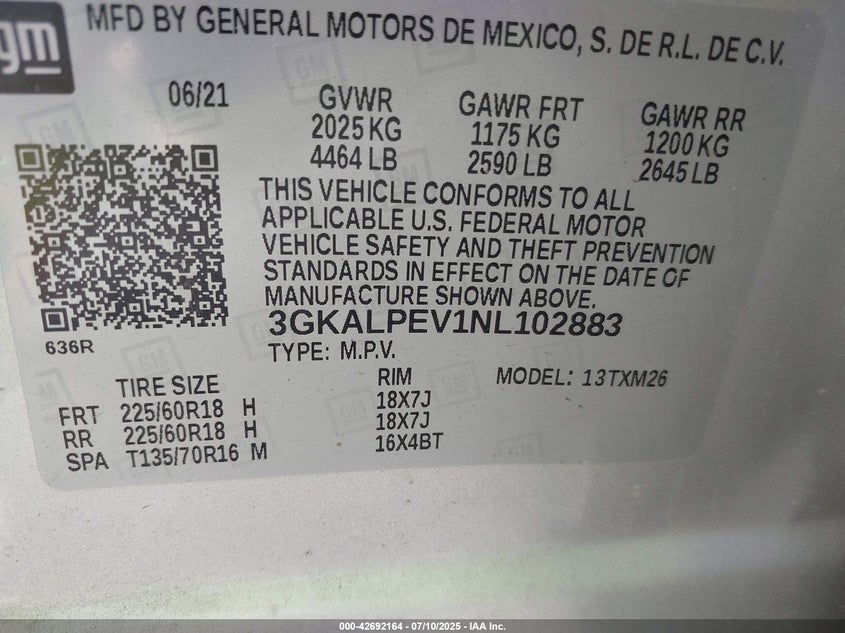 gm
MFD BY GENERAL MOTORS DE MEXICO, S. DE R.L. DE C.V.
06/21 GVWR GAWR FRT GAWR RR
2025 KG 1175 KG 1200 KG
4464 LB 2590 LB 2645 LB
THIS VEHICLE CONFORMS TO ALL
APPLICABLE U.S. FEDERAL MOTOR
VEHICLE SAFETY AND THEFT PREVENTION
STANDARDS IN EFFECT ON THE DATE OF
MANUFACTURE SHOWN ABOVE.
3GKALPEV1NL102883
636R
TYPE: M.P.V.
TIRE SIZE RIM MODEL: 13TXM26
FRT 225/60R18 H 18X7J
RR 225/60R18 H 18X7J
SPA T135/70R16 M 16X4BT
000-42692164 - 07/10/2025 - IAA Inc.